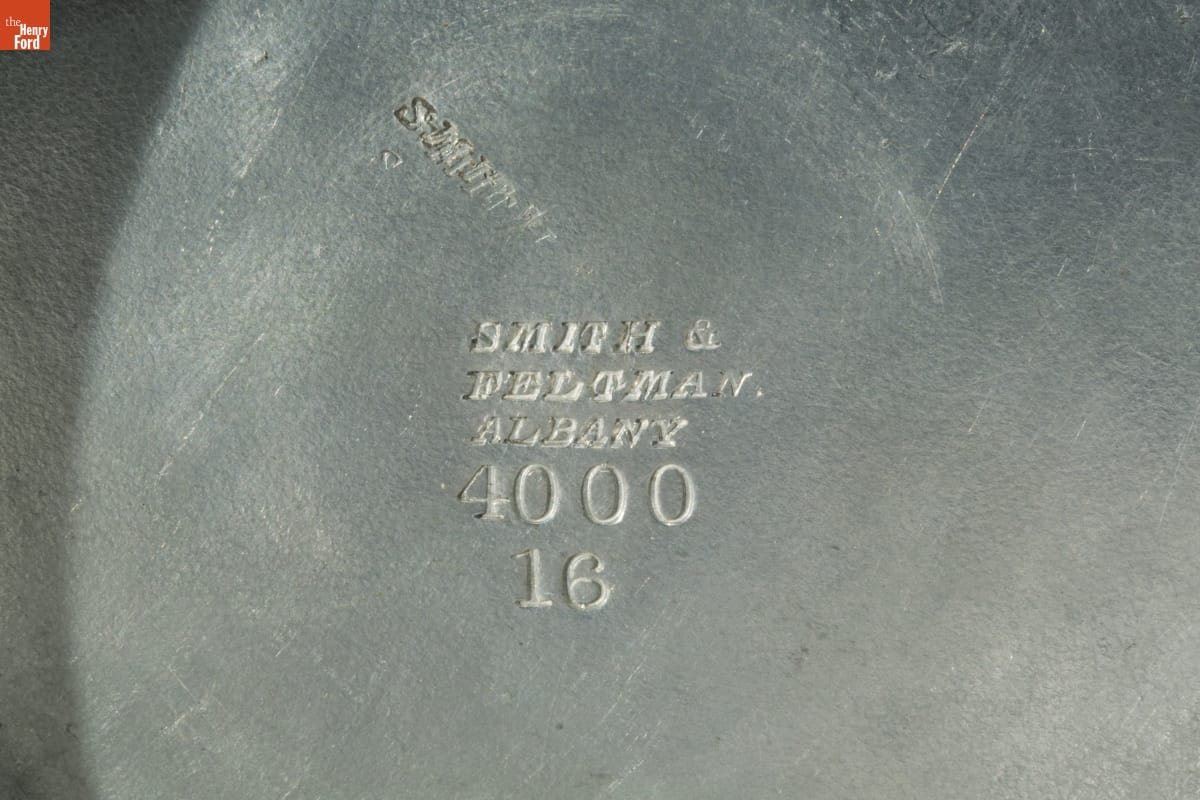 the
Henry
Ford
SMITH
SMITH &
FELTMAN.
ALBANY
4000
16